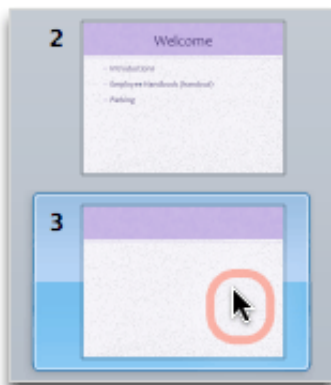 2
Welcome
- Introductions
- Employee Handbook (handout)
- Parking
3